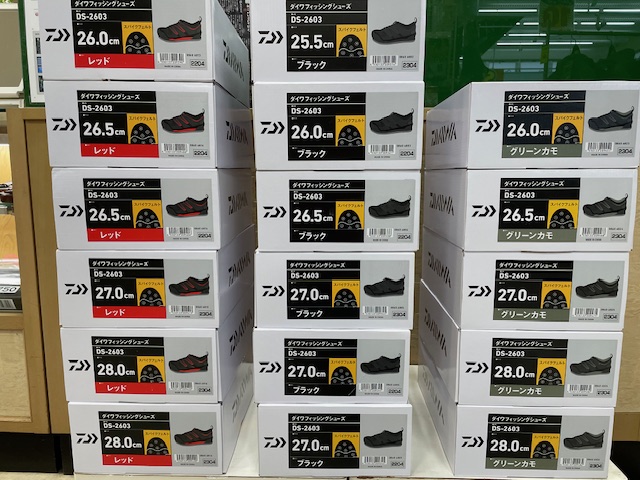 ダイワフィッシングシューズ
DS-2603
スパイクフェルト
26.0cm
レッド
2204
ダイワフィッシングシューズ
DS-2603
スパイクフェルト
26.5cm
レッド
2204
DAIWA
ダイワフィッシングシューズ
DS-2603
スパイクフェルト
26.5cm
レッド
2204
ダイワフィッシングシューズ
DS-2603
スパイクフェルト
27.0cm
レッド
2304
ダイワフィッシングシューズ
DS-2603
スパイクフェルト
28.0cm
レッド
2304
ダイワフィッシングシューズ
DS-2603
スパイクフェルト
28.0cm
レッド
2304
DS-2603
スパイクフェルト
25.5cm
ブラック
2304
ダイワフィッシングシューズ
DS-2603
スパイクフェルト
26.0cm
ブラック
2204
ダイワフィッシングシューズ
DS-2603
スパイクフェルト
26.5cm
ブラック
2204
ダイワフィッシングシューズ
DS-2603
スパイクフェルト
27.0cm
ブラック
2304
ダイワフィッシングシューズ
DS-2603
スパイクフェルト
27.0cm
ブラック
2204
ダイワフィッシングシューズ
DS-2603
スパイクフェルト
27.0cm
ブラック
2204
ダイワフィッシングシューズ
DS-2603
スパイクフェルト
26.0cm
グリーンカモ
2304
DAIWA
ダイワフィッシングシューズ
DS-2603
スパイクフェルト
26.5cm
グリーンカモ
2304
ダイワフィッシングシューズ
DS-2603
スパイクフェルト
27.0cm
グリーンカモ
2304
ダイワフィッシングシューズ
DS-2603
スパイクフェルト
28.0cm
グリーンカモ
2304
ダイワフィッシングシューズ
DS-2603
スパイクフェルト
28.0cm
グリーンカモ
2304